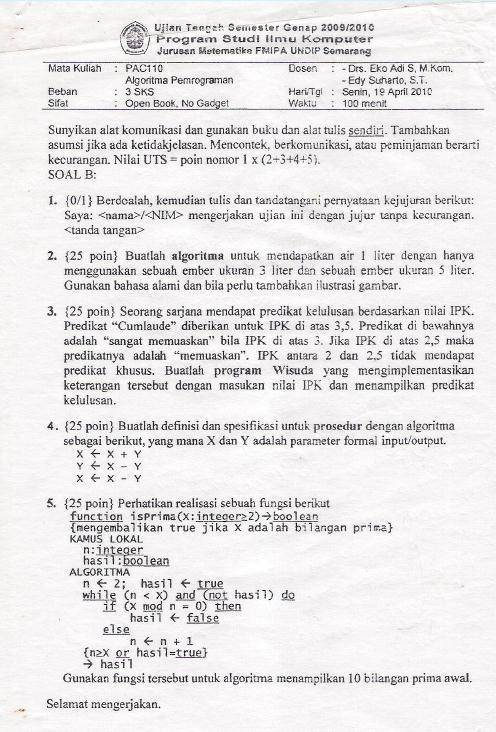 Ujian Tengah Semester Genap 2009/2010
Program Studi Ilmu Komputer
Jurusan Matematika FMIPA UNDIP Semarang
Mata Kuliah : PAC110 Dosen : - Drs. Eko Adi S, M.Kom.
Algoritma Pemrograman - Edy Suharto, S.T.
Beban : 3 SKS Hari/Tgl : Senin, 19 April 2010
Sifat : Open Book, No Gadget Waktu : 100 menit
Sunyikan alat komunikasi dan gunakan buku dan alat tulis sendiri. Tambahkan
asumsi jika ada ketidakjelasan. Mencontek, berkomunikasi, atau peminjaman berarti
kecurangan. Nilai UTS = poin nomor 1 x (2+3+4+5).
SOAL B:
1. {0/1} Berdoalah, kemudian tulis dan tandatangani pernyataan kejujuran berikut:
Saya: <nama>/<NIM> mengerjakan ujian ini dengan jujur tanpa kecurangan.
<tanda tangan>
2. {25 poin} Buatlah algoritma untuk mendapatkan air 1 liter dengan hanya
menggunakan sebuah ember ukuran 3 liter dan sebuah ember ukuran 5 liter.
Gunakan bahasa alami dan bila perlu tambahkan ilustrasi gambar.
3. {25 poin} Seorang sarjana mendapat predikat kelulusan berdasarkan nilai IPK.
Predikat “Cumlaude” diberikan untuk IPK di atas 3,5. Predikat di bawahnya
adalah “sangat memuaskan” bila IPK di atas 3. Jika IPK di atas 2,5 maka
predikatnya adalah “memuaskan”. IPK antara 2 dan 2,5 tidak mendapat
predikat khusus. Buatlah program Wisuda yang mengimplementasikan
keterangan tersebut dengan masukan nilai IPK dan menampilkan predikat
kelulusan.
4. {25 poin} Buatlah definisi dan spesifikasi untuk prosedur dengan algoritma
sebagai berikut, yang mana X dan Y adalah parameter formal input/output.
X ← X + Y
Y ← X - Y
X ← X - Y
5. {25 poin} Perhatikan realisasi sebuah fungsi berikut
function isPrima(X:integer≥2)→boolean
{mengembalikan true jika X adalah bilangan prima}
KAMUS LOKAL
n:integer
hasil:boolean
ALGORITMA
n ← 2; hasil ← true
while (n < X) and (not hasil) do
if (X mod n = 0) then
hasil ← false
else
n ← n + 1
{n≥X or hasil=true}
→ hasil
Gunakan fungsi tersebut untuk algoritma menampilkan 10 bilangan prima awal.
Selamat mengerjakan.